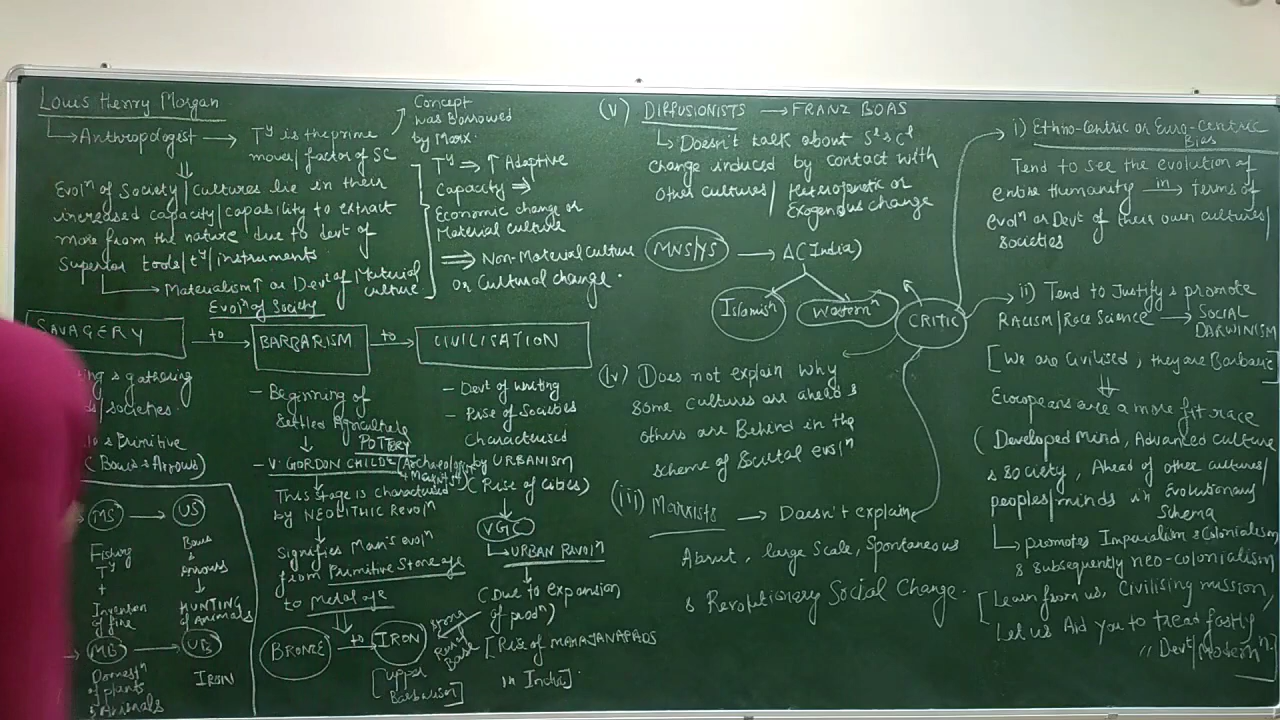 Louis Henry Morgan
Anthropologest → Tʸ is the prime
mover/factor of SC
Concept
was Borrowed
by Marx.
⇓
Evolⁿ of Society/cultures lie in their
increased capacity/capability to extract
more from the nature due to devt of
Superior tools/tʸ/instruments
→ Materialism↑ or Devᵗ of Material
culture
Tʸ ⇒ ↑ Adaptive
Capacity ⇒
Economic change or
Material culture
⇒ Non-Material culture
or Cultural change.
Evolⁿ of Society
SAVAGERY to → BARBARISM to → CIVILISATION
gathering
societies.
Primitive
(Bows & Arrows)
MS → US
Fishing
Tʸ
+
Invension
of fire
Bows
&
Arrows
↓
HUNTING
of Animals
MB → UB
Domestⁿ
of plants
& Animals
IRON
- Beginning of
Settled Agriculture
↓ POTTERY
- V. GORDON CHILDE (Archaeologist
+ Marxist)
This stage is characterised
by NEOLITHIC REVOLⁿ
↓
Signifies Man's evolⁿ
from Primitive Stone age
to Metal age
⇓
BRONZE to → IRON
[Upper
Barbarism]
- Devᵗ of writing
- Rise of Societies
Characterised
by URBANISM
(Rise of Cities)
↓
VGC
URBAN REVOLⁿ
↓
(Due to expansion
of prodⁿ)
[Rise of MAHAJANAPADS
in India].
(v) DIFFUSIONISTS → FRANZ BOAS
↳ Doesn't talk about Sˡ & Cˡ
change induced by contact with
other cultures/ Heterogenetic or
Exogenous change
MNS/YS → A (India)
Islamisⁿ Westernⁿ
CRITIC
(iv) Does not explain why
some cultures are ahead &
others are Behind in the
scheme of Societal evolⁿ
(iii) Marxists → Doesn't explain
Abrut, large Scale, Spontaneous
& Revolutionary Social Change.
i) Ethno-Centric or Euro-Centric
Bias
Tend to see the evolution of
entire Humanity in → terms of
evolⁿ or Devᵗ of their own cultures/
societies
ii) Tend to Justify & promote
RACISM/Race Science → SOCIAL
DARWINISM
[We are Civilised, they are Barbaric]
⇓
Europeans are a more fit race
(Developed Mind, Advanced culture
& society, Ahead of other cultures/
peoples/minds in Evolutionary
Schema
↳ promotes Imperialism & Colonialism
& subsequently neo-colonialism
[Learn from us, Civilising mission,
Let us Aid you to tread fastly
" Devᵗ/Modernⁿ.]